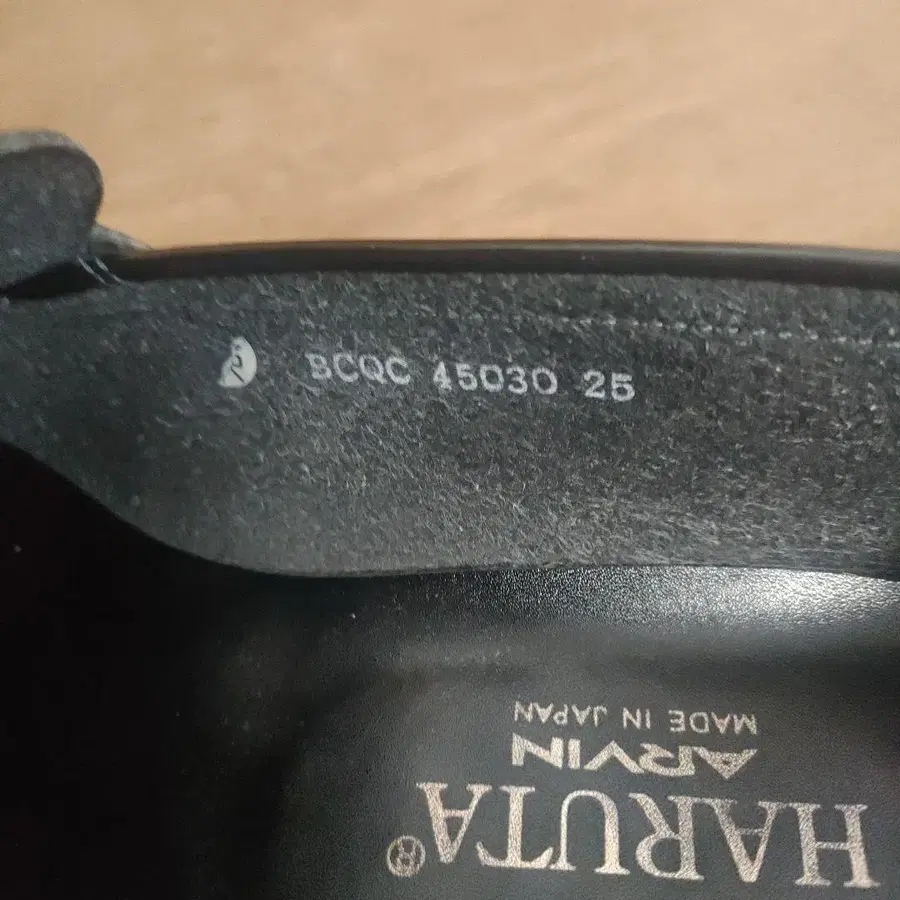 BCQC 45030 25
HARUTA®
ARVIN
MADE IN JAPAN